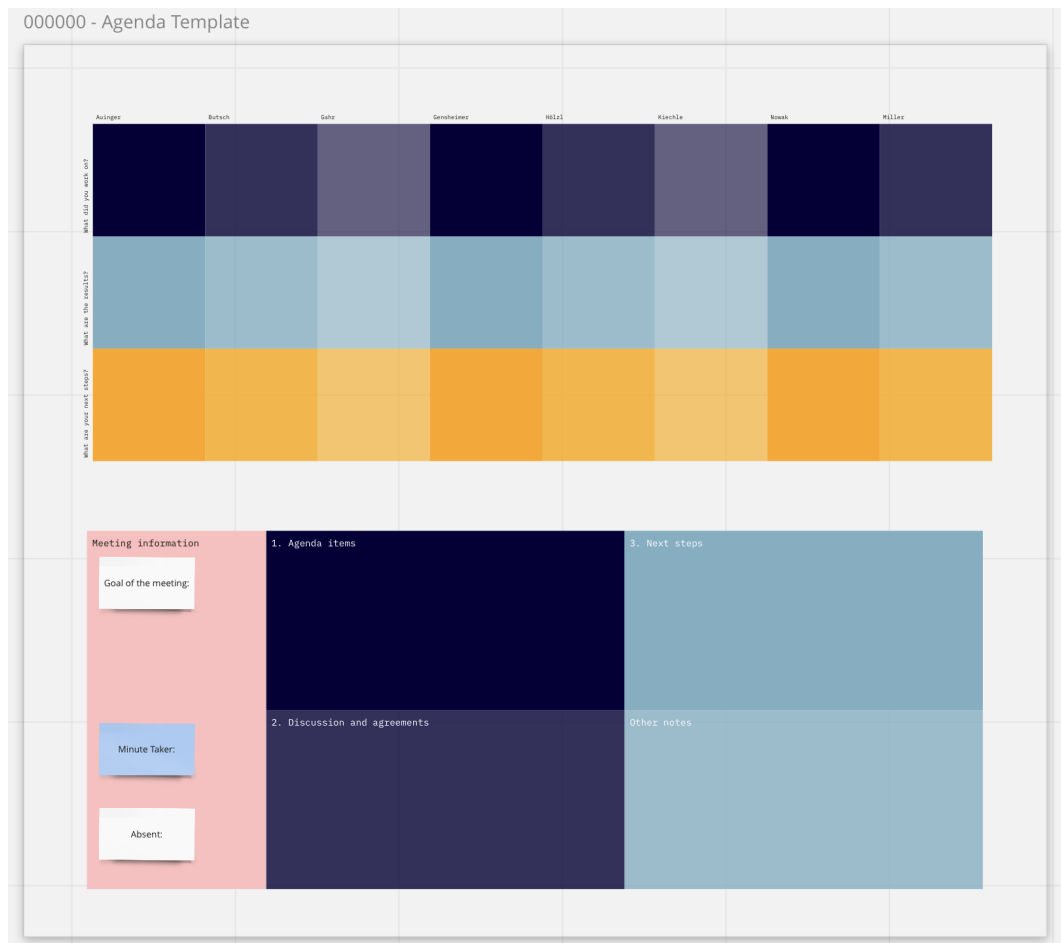 000000 - Agenda Template
Auinger Butsch Gahr Gensheimer Hölzl Kiechle Nowak Miller
What did you work on?
What are the results?
What are your next steps?
Meeting information
Goal of the meeting:
Minute Taker:
Absent:
1. Agenda items
2. Discussion and agreements
3. Next steps
Other notes